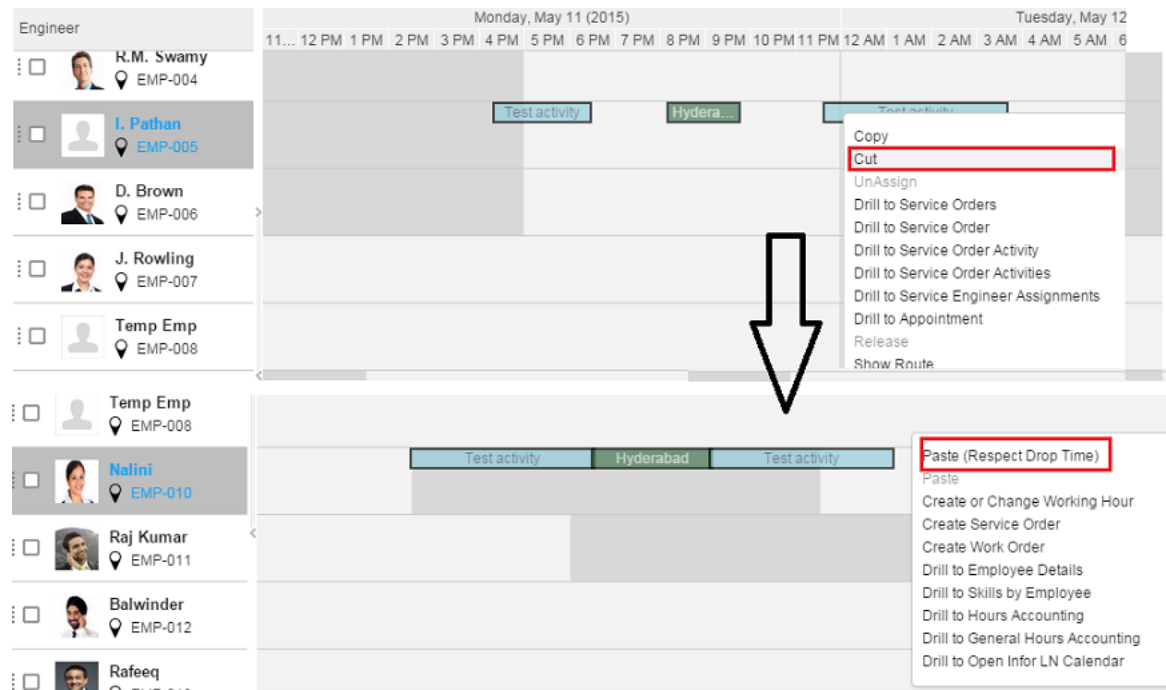 Engineer
Monday, May 11 (2015)
Tuesday, May 12
11... 12 PM 1 PM 2 PM 3 PM 4 PM 5 PM 6 PM 7 PM 8 PM 9 PM 10 PM 11 PM 12 AM 1 AM 2 AM 3 AM 4 AM 5 AM 6
R.M. Swamy
EMP-004
I. Pathan
EMP-005
Test activity
Hydera...
Test activity
D. Brown
EMP-006
J. Rowling
EMP-007
Temp Emp
EMP-008
Copy
Cut
UnAssign
Drill to Service Orders
Drill to Service Order
Drill to Service Order Activity
Drill to Service Order Activities
Drill to Service Engineer Assignments
Drill to Appointment
Release
Show Route
Temp Emp
EMP-008
Nalini
EMP-010
Test activity
Hyderabad
Test activity
Raj Kumar
EMP-011
Balwinder
EMP-012
Rafeeq
Paste (Respect Drop Time)
Paste
Create or Change Working Hour
Create Service Order
Create Work Order
Drill to Employee Details
Drill to Skills by Employee
Drill to Hours Accounting
Drill to General Hours Accounting
Drill to Open Infor LN Calendar